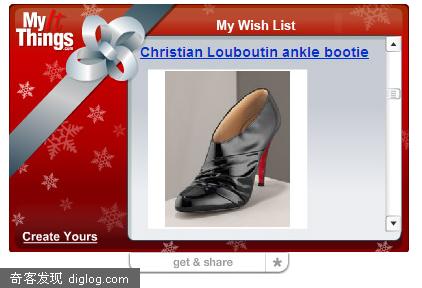 My It
Things.com
My Wish List
Christian Louboutin ankle bootie
Create Yours
get & share
奇客发现 diglog.com